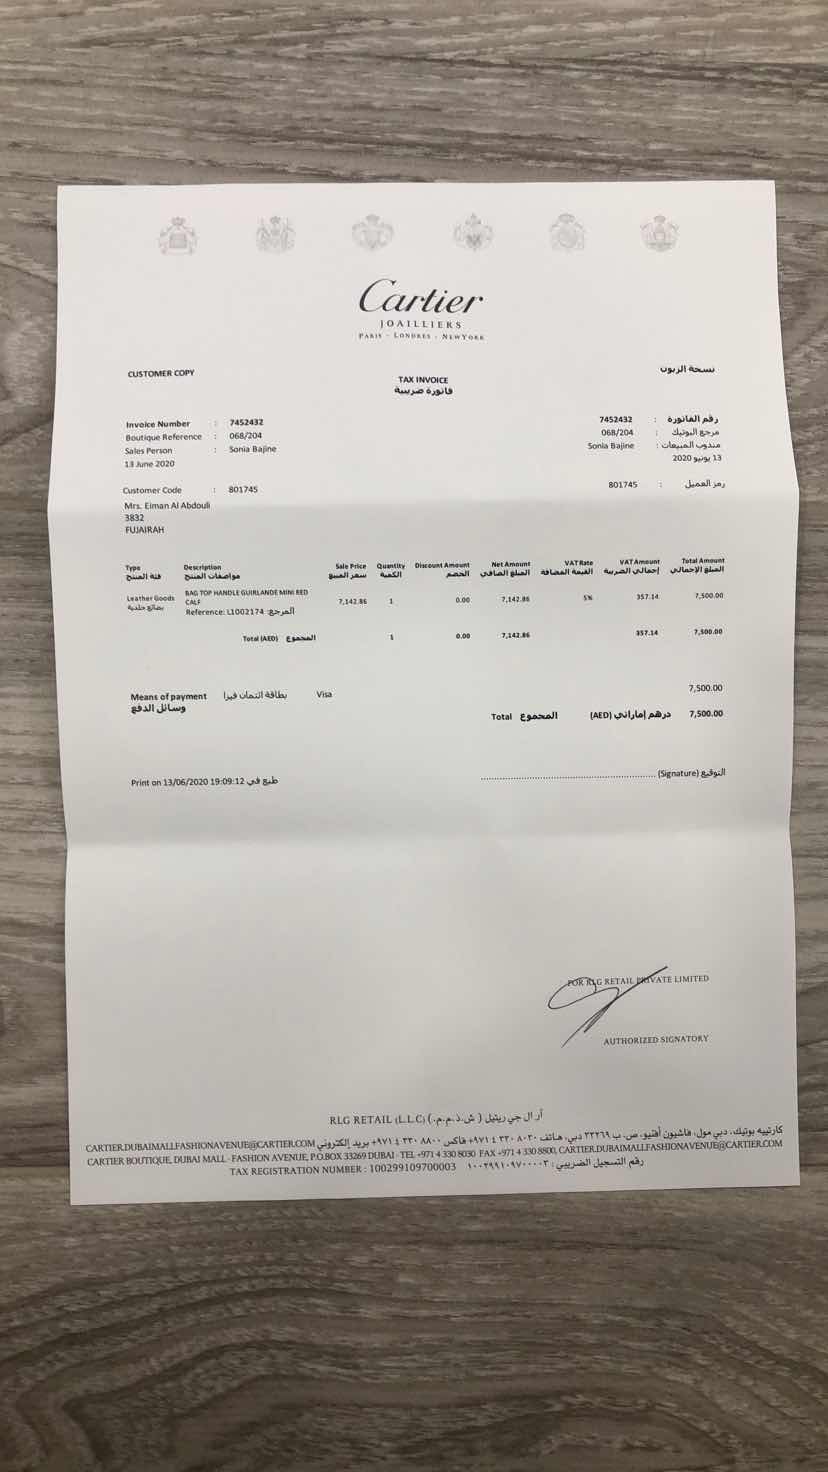 Cartier
JOAILLIERS
PARIS - LONDRES - NEW YORK
CUSTOMER COPY
نسخة الزبون
TAX INVOICE
فاتورة ضريبية
Invoice Number : 7452432
7452432 : رقم الفاتورة
Boutique Reference : 068/204
068/204 : مرجع البوتيك
Sales Person : Sonia Bajine
Sonia Bajine : مندوب المبيعات
13 June 2020
13 يونيو 2020
Customer Code : 801745
801745 : رمز العميل
Mrs. Eiman Al Abdouli
3832
FUJAIRAH
Type Description Sale Price Quantity Discount Amount Net Amount VAT Rate VAT Amount Total Amount
فئة المنتج مواصفات المنتج سعر المبيع الكمية الخصم المبلغ الصافي القيمة المضافة إجمالي الضريبة المبلغ الإجمالي
Leather Goods BAG TOP HANDLE GUIRLANDE MINI RED 7,142.86 1 0.00 7,142.86 5% 357.14 7,500.00
بضائع جلدية CALF
Reference: L1002174 :المرجع
Total (AED) المجموع 1 0.00 7,142.86 357.14 7,500.00
Means of payment بطاقة ائتمان فيزا Visa 7,500.00
وسائل الدفع
Total المجموع (AED) درهم إماراتي 7,500.00
Print on 13/06/2020 19:09:12 طبع في
(Signature) التوقيع
FOR RLG RETAIL PRIVATE LIMITED
AUTHORIZED SIGNATORY
RLG RETAIL (L.L.C) (.آر ال جي ريتيل ( ش.ذ.م.م
كارتييه بوتيك، دبي مول، فاشيون أفنيو، ص. ب ٣٣٢٦٩ دبي، هاتف ٨٠٣٠ ٣٣٠ ٤ ٩٧١+ فاكس ٨٨٠٠ ٣٣٠ ٤ ٩٧١+ بريد إلكتروني CARTIER.DUBAIMALLFASHIONAVENUE@CARTIER.COM
CARTIER BOUTIQUE, DUBAI MALL - FASHION AVENUE, P.O.BOX 33269 DUBAI - TEL +971 4 330 8030 FAX +971 4 330 8800, CARTIER.DUBAIMALLFASHIONAVENUE@CARTIER.COM
TAX REGISTRATION NUMBER : 100299109700003 رقم التسجيل الضريبي : ١٠٠٢٩٩١٠٩٧٠٠٠٠٣